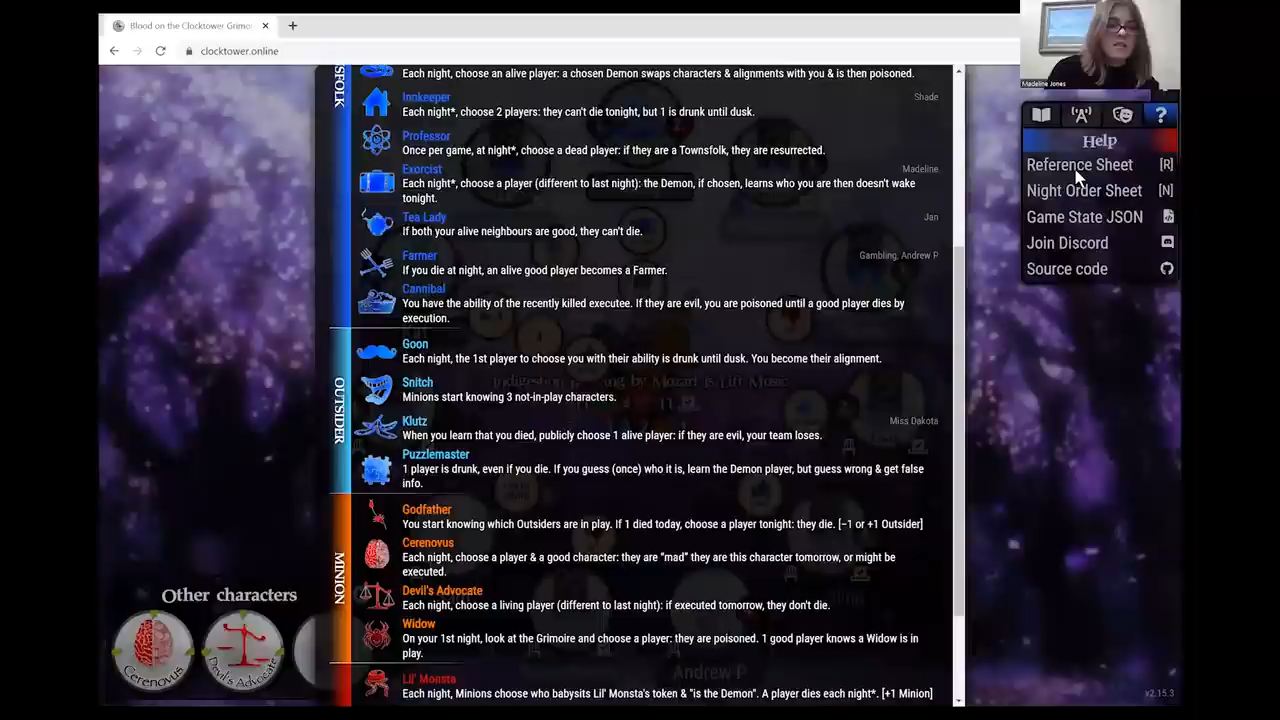 Blood on the Clocktower Grimo
clocktower.online
Madeline Jones
SFOLK
Each night, choose an alive player: a chosen Demon swaps characters & alignments with you & is then poisoned.
Innkeeper
Shade
Each night*, choose 2 players: they can't die tonight, but 1 is drunk until dusk.
Professor
Once per game, at night*, choose a dead player: if they are a Townsfolk, they are resurrected.
Exorcist
Madeline
Each night*, choose a player (different to last night): the Demon, if chosen, learns who you are then doesn't wake
tonight.
Tea Lady
Jan
If both your alive neighbours are good, they can't die.
Farmer
Gambling, Andrew P
If you die at night, an alive good player becomes a Farmer.
Cannibal
You have the ability of the recently killed executee. If they are evil, you are poisoned until a good player dies by
execution.
OUTSIDER
Goon
Each night, the 1st player to choose you with their ability is drunk until dusk. You become their alignment.
Snitch
Minions start knowing 3 not-in-play characters.
Klutz
Miss Dakota
When you learn that you died, publicly choose 1 alive player: if they are evil, your team loses.
Puzzlemaster
1 player is drunk, even if you die. If you guess (once) who it is, learn the Demon player, but guess wrong & get false
info.
MINION
Godfather
You start knowing which Outsiders are in play. If 1 died today, choose a player tonight: they die. [−1 or +1 Outsider]
Cerenovus
Each night, choose a player & a good character: they are "mad" they are this character tomorrow, or might be
executed.
Devil's Advocate
Each night, choose a living player (different to last night): if executed tomorrow, they don't die.
Widow
On your 1st night, look at the Grimoire and choose a player: they are poisoned. 1 good player knows a Widow is in
play.
Lil' Monsta
Each night, Minions choose who babysits Lil' Monsta's token & "is the Demon". A player dies each night*. [+1 Minion]
Andrew P
Other characters
Cerenovus
Devil's Advocate
Help
Reference Sheet [R]
Night Order Sheet [N]
Game State JSON
Join Discord
Source code
v2.15.3